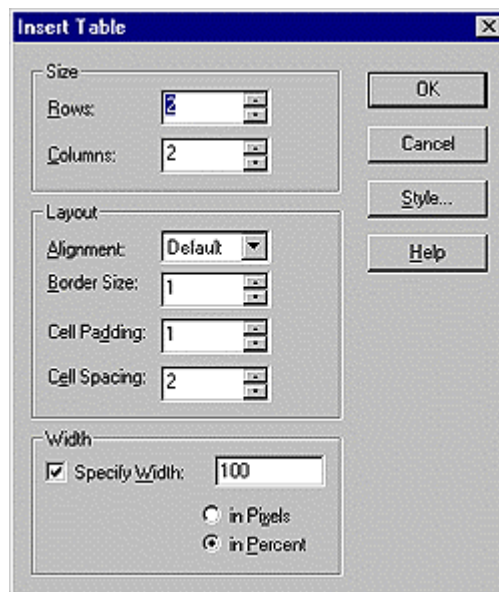 Insert Table
Size
Rows: 2
Columns: 2
Layout
Alignment: Default
Border Size: 1
Cell Padding: 1
Cell Spacing: 2
Width
Specify Width: 100
in Pixels
in Percent
OK
Cancel
Style...
Help